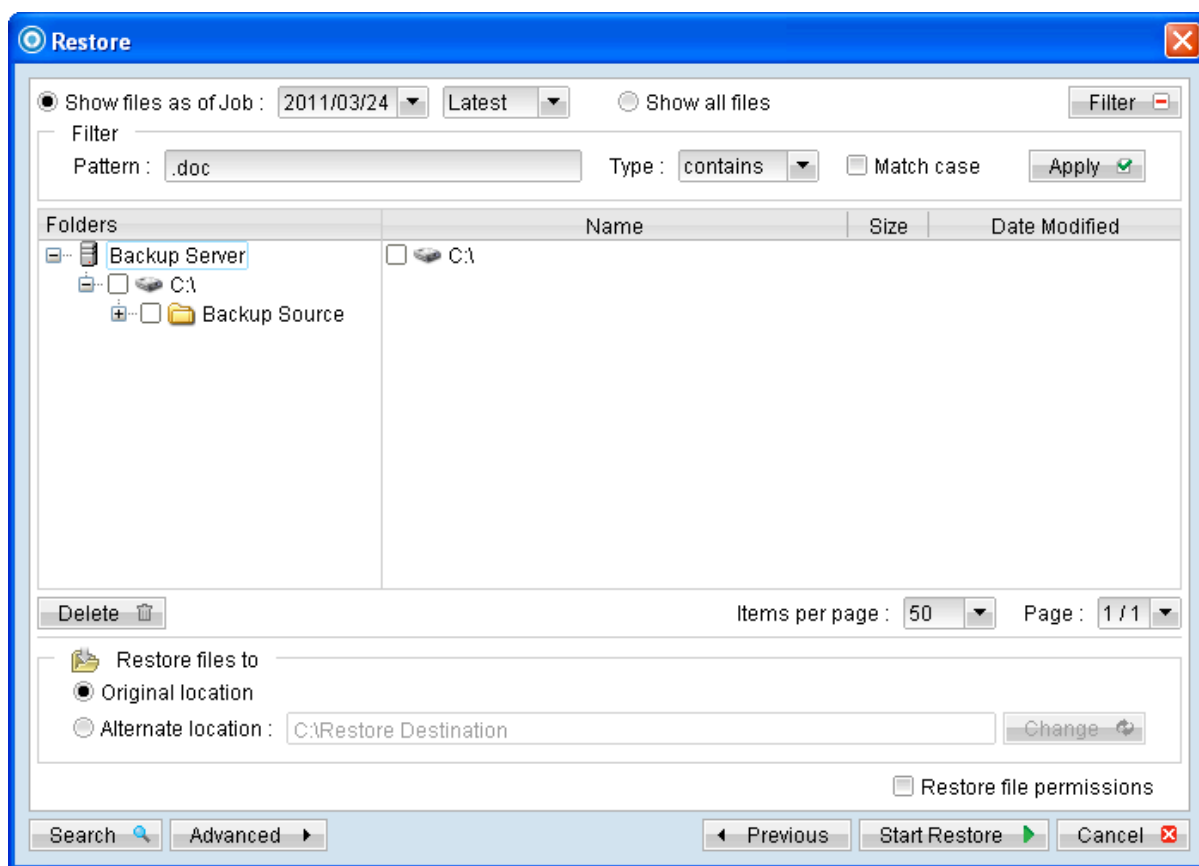 Restore
Show files as of Job : 2011/03/24 Latest Show all files Filter
Filter
Pattern : .doc Type : contains Match case Apply
Folders Name Size Date Modified
Backup Server C:\
C:\
Backup Source
Delete Items per page : 50 Page : 1 / 1
Restore files to
Original location
Alternate location : C:\Restore Destination Change
Restore file permissions
Search Advanced Previous Start Restore Cancel